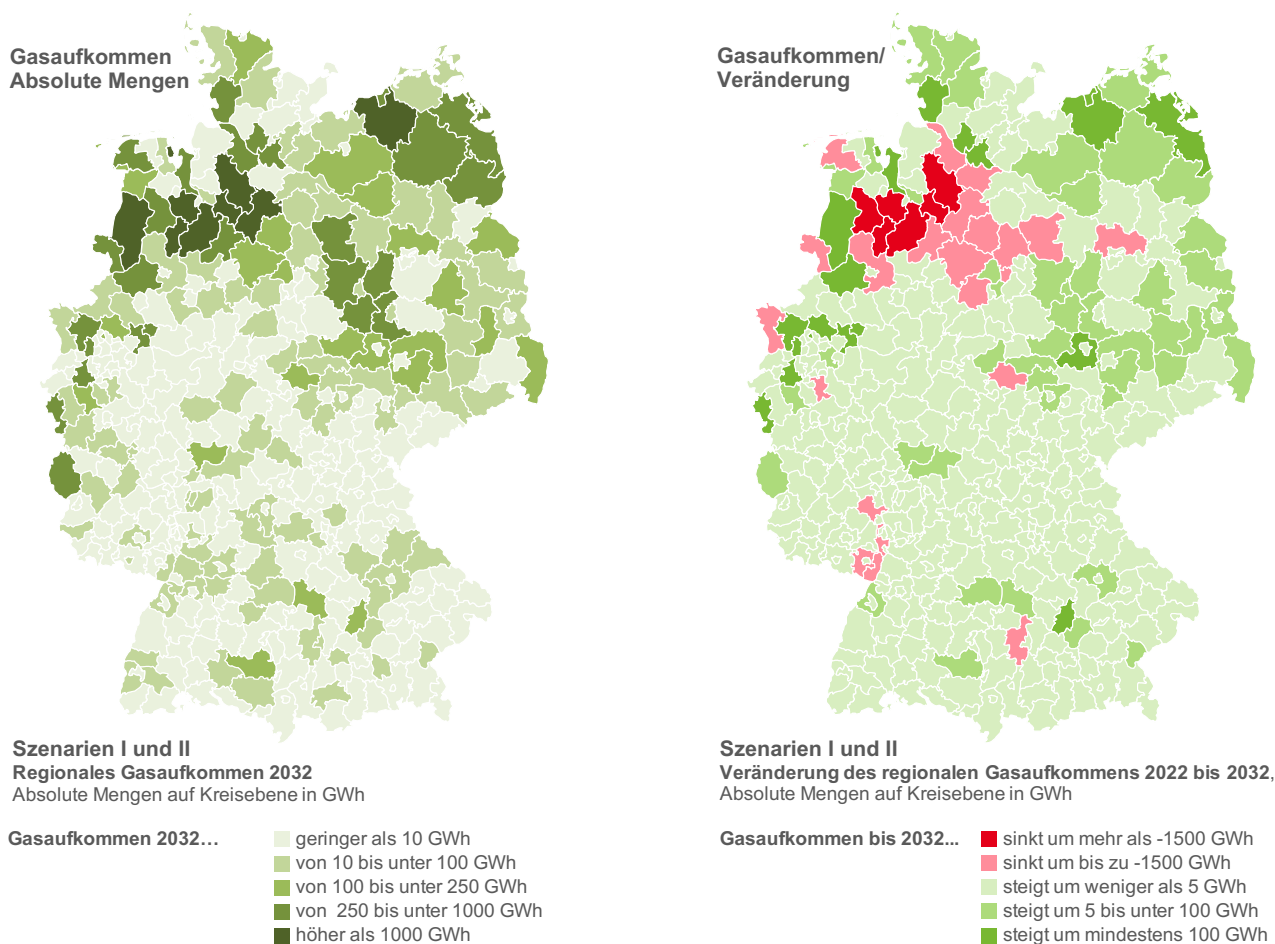 Gasaufkommen
Absolute Mengen
Szenarien I und II
Regionales Gasaufkommen 2032
Absolute Mengen auf Kreisebene in GWh
Gasaufkommen 2032…
geringer als 10 GWh
von 10 bis unter 100 GWh
von 100 bis unter 250 GWh
von 250 bis unter 1000 GWh
höher als 1000 GWh
Gasaufkommen/
Veränderung
Szenarien I und II
Veränderung des regionalen Gasaufkommens 2022 bis 2032,
Absolute Mengen auf Kreisebene in GWh
Gasaufkommen bis 2032...
sinkt um mehr als -1500 GWh
sinkt um bis zu -1500 GWh
steigt um weniger als 5 GWh
steigt um 5 bis unter 100 GWh
steigt um mindestens 100 GWh